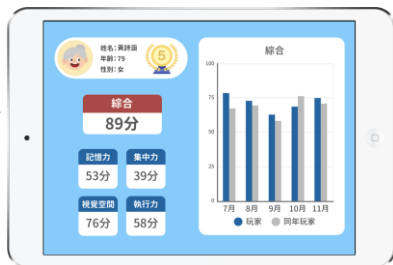 姓名：黃詩涵
年齡：79
性別：女
5
綜合
89分
記憶力
53分
集中力
39分
視覺空間
76分
執行力
58分
綜合
100
75
50
25
0
7月 8月 9月 10月 11月
玩家 同年玩家